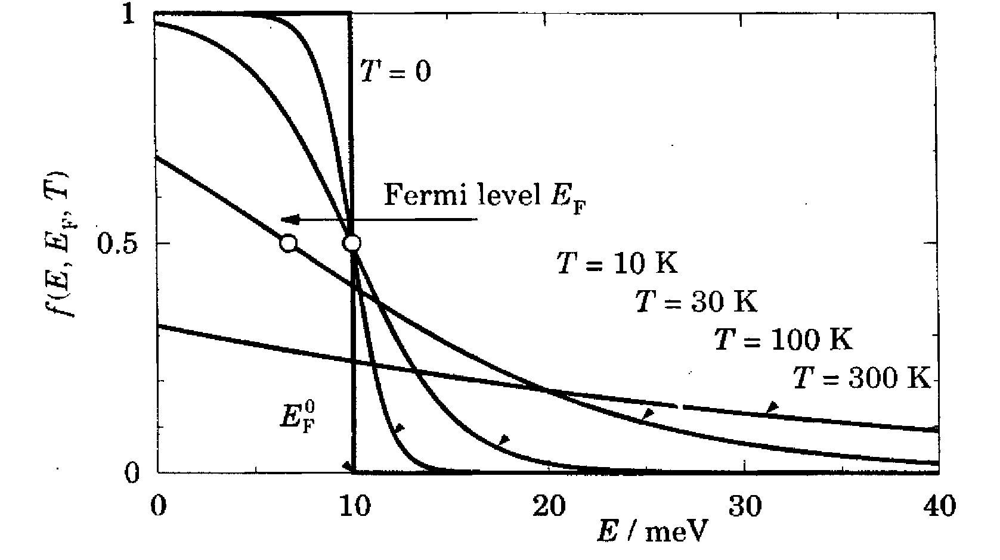 1
T = 0
Fermi level E_F
f(E, E_F, T)
0.5
T = 10 K
T = 30 K
T = 100 K
T = 300 K
E_F^0
0
0 10 20 30 40
E / meV